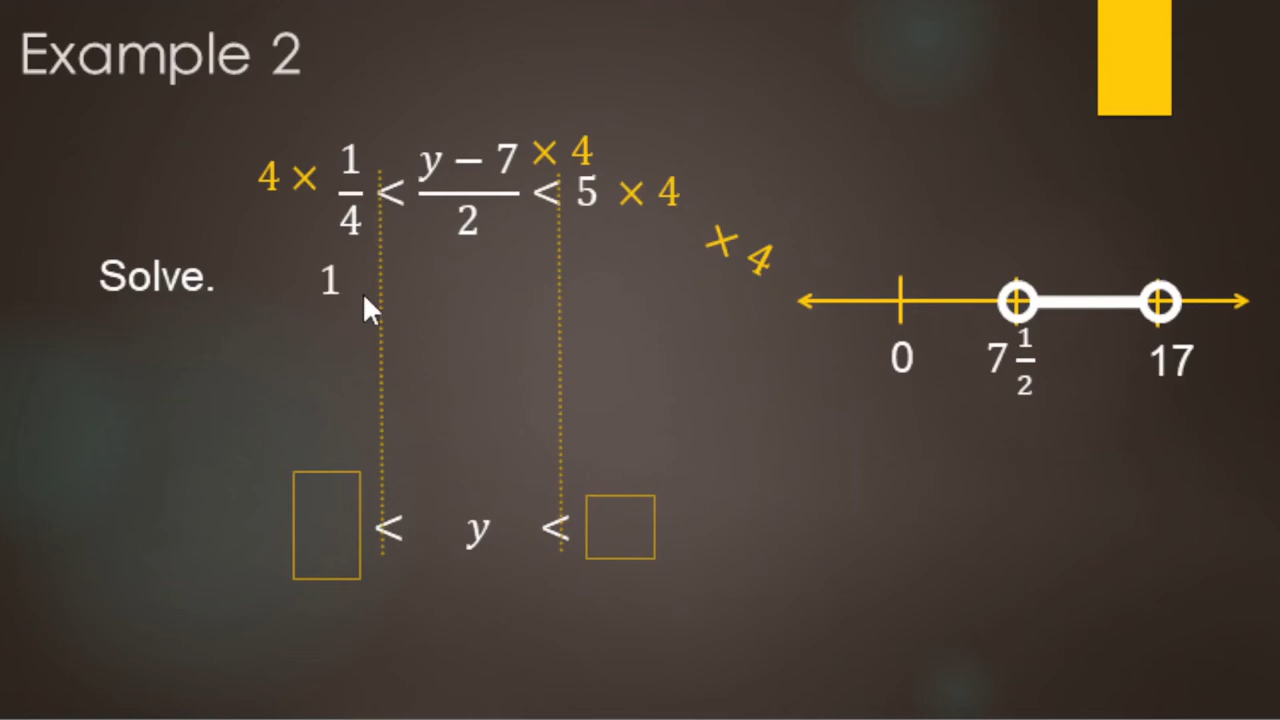 Example 2
4 × 1/4 < (y − 7)/2 × 4 < 5 × 4
× 4
Solve. 1
0 7 1/2 17
< y <